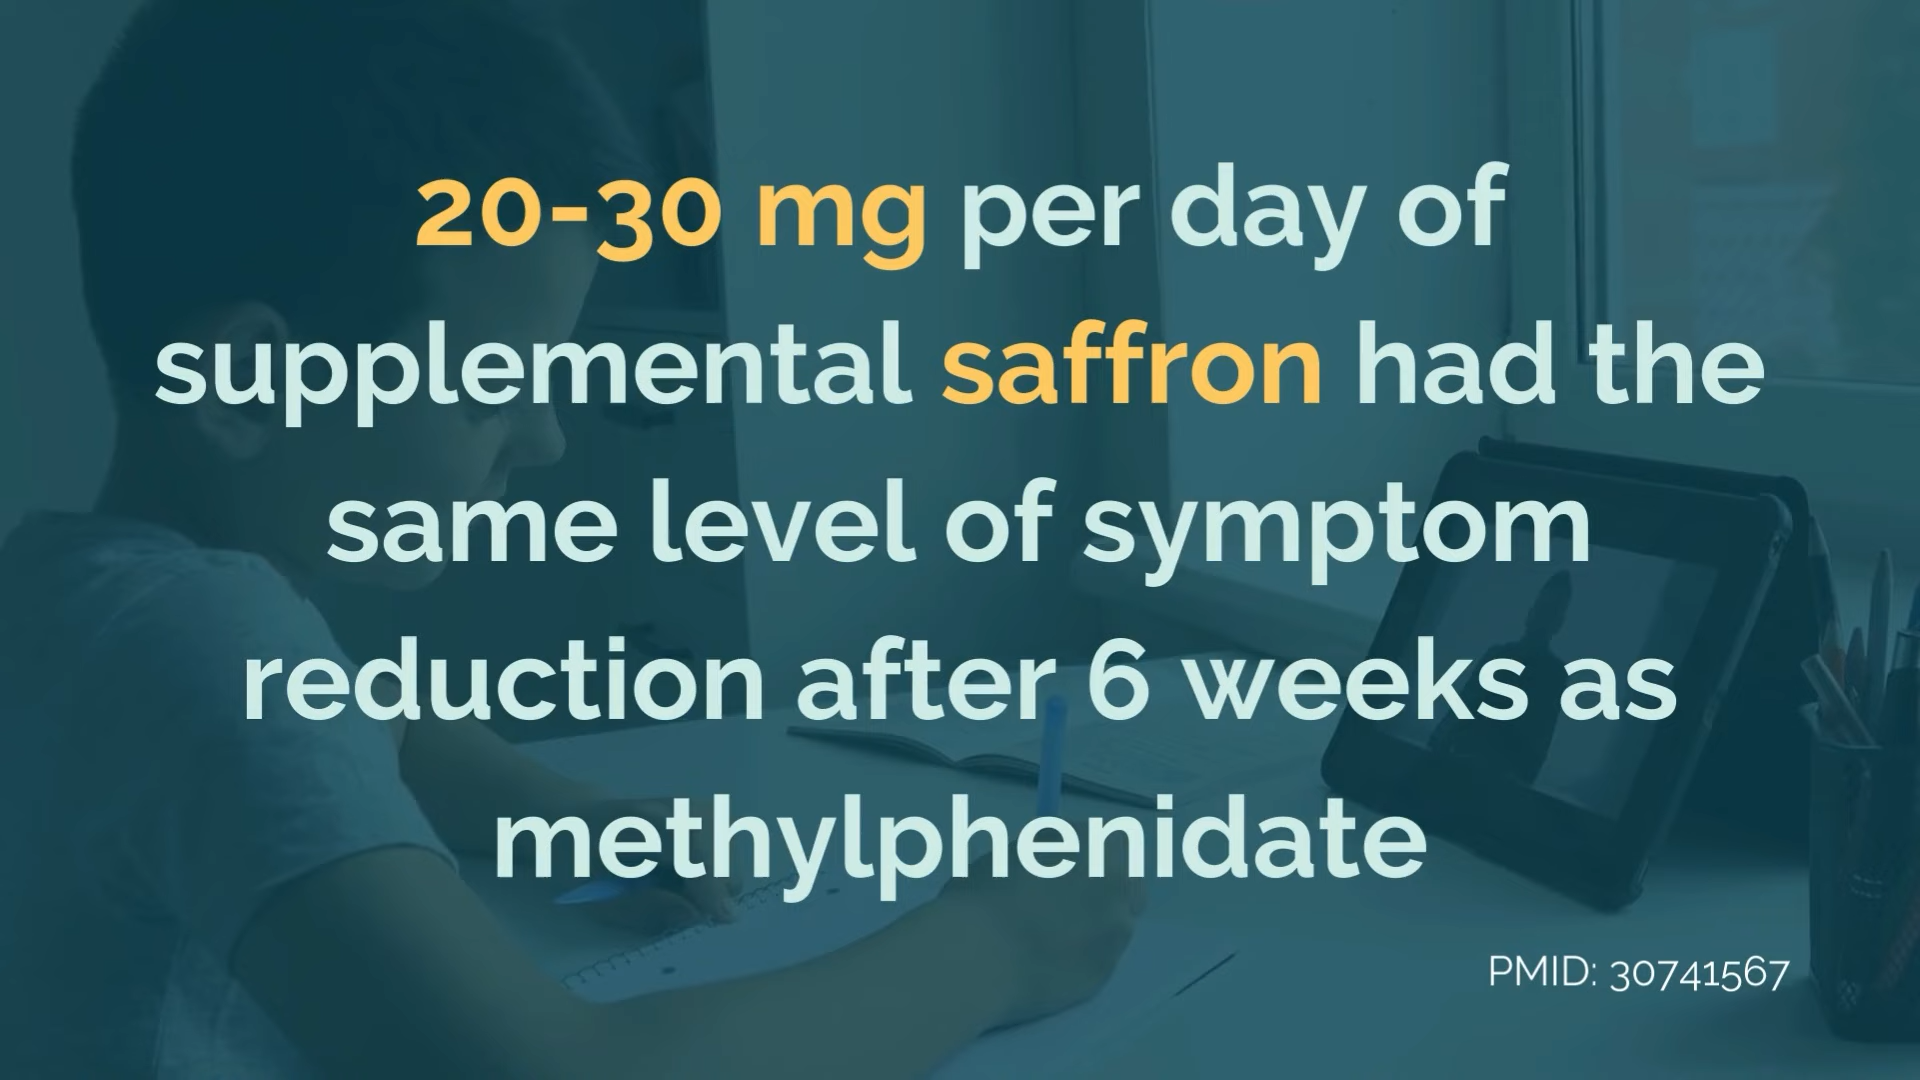 20-30 mg per day of
supplemental saffron had the
same level of symptom
reduction after 6 weeks as
methylphenidate
PMID: 30741567